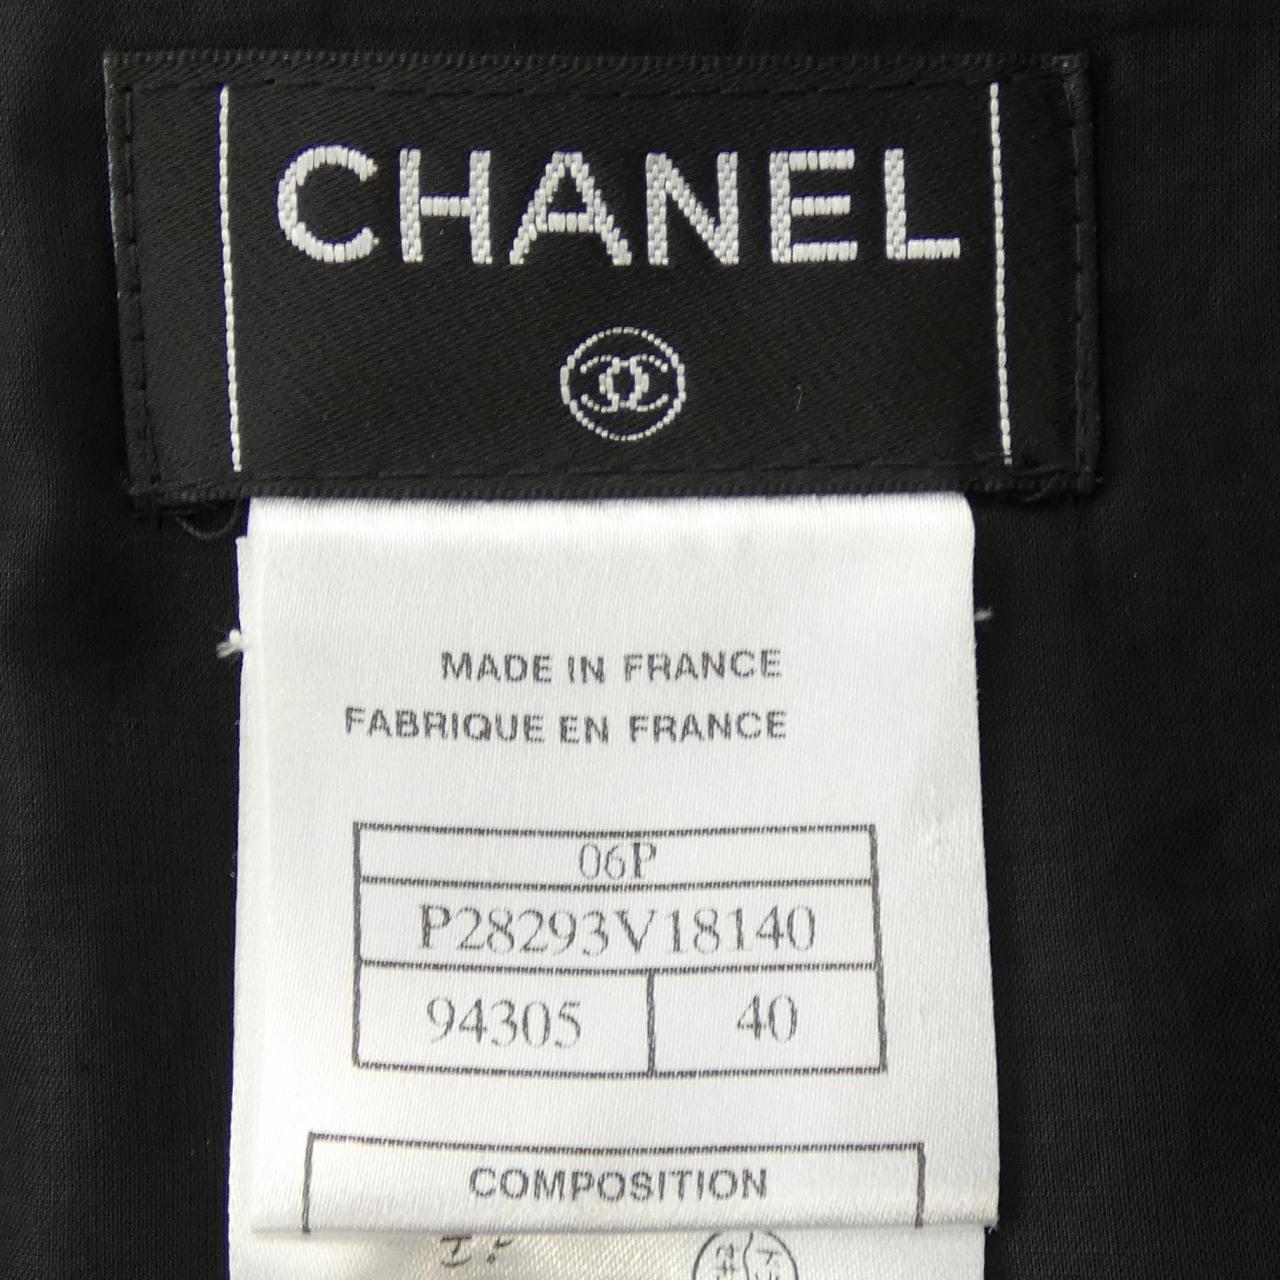 CHANEL
MADE IN FRANCE
FABRIQUE EN FRANCE
06P
P28293V18140
94305 40
COMPOSITION